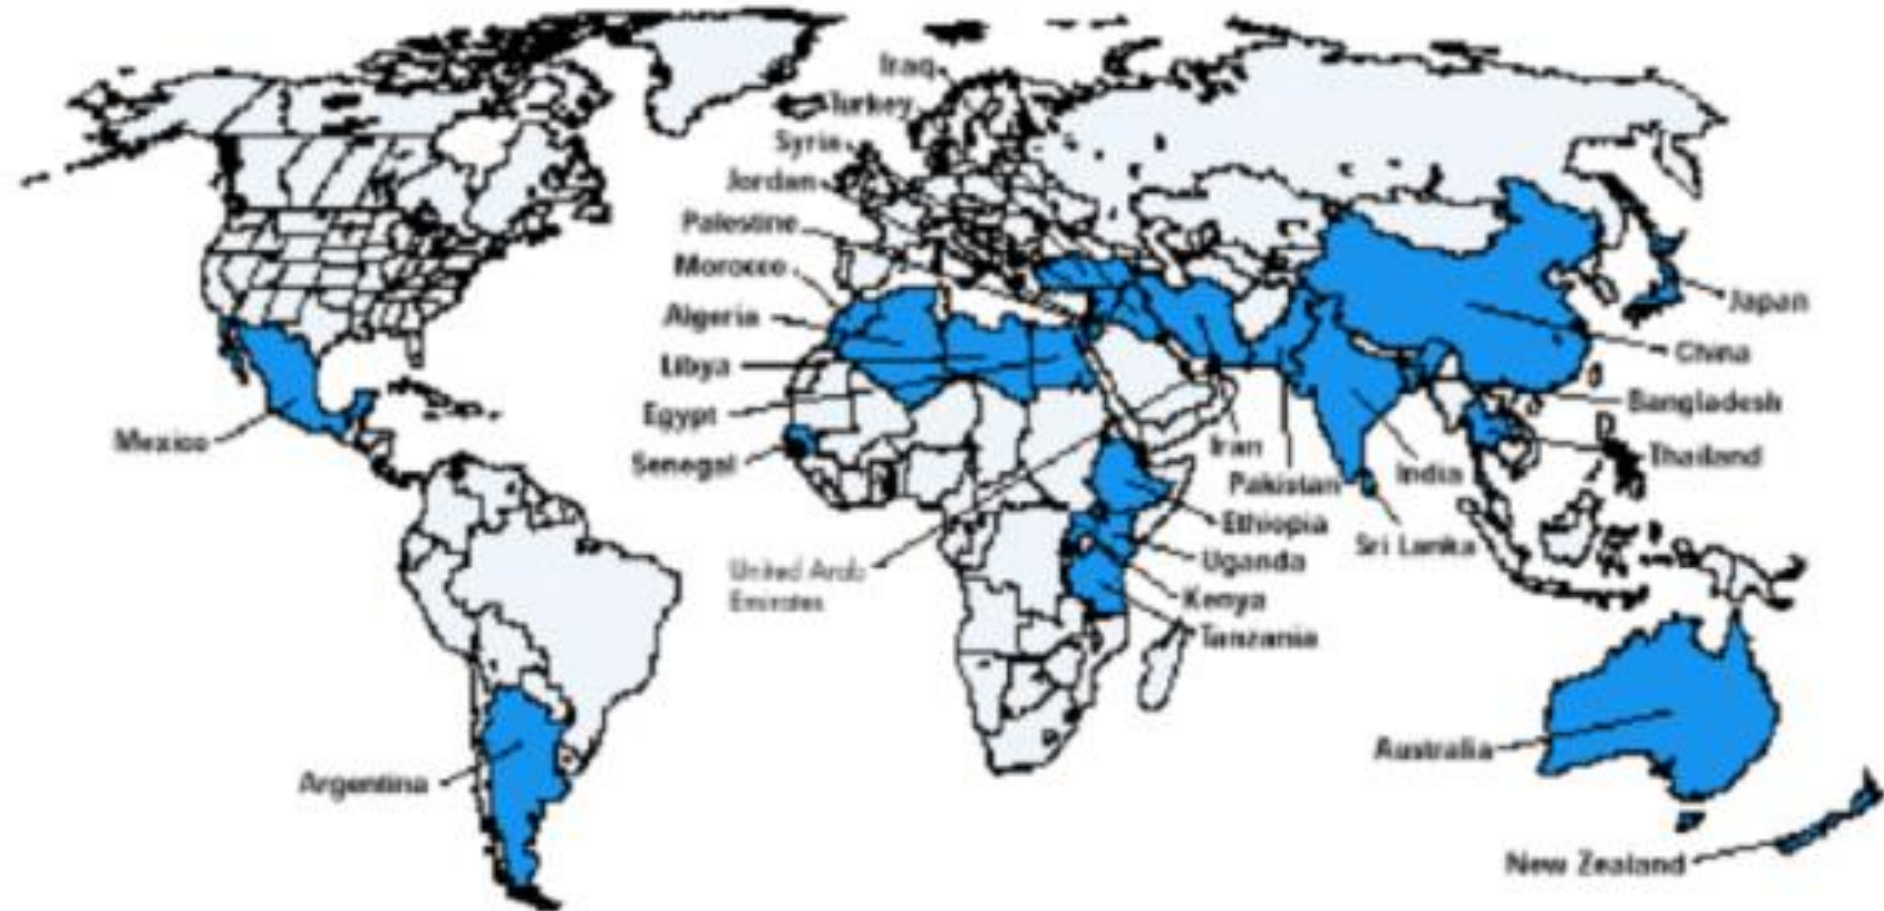 Iraq
Turkey
Syria
Jordan
Palestine
Morocco
Algeria
Libya
Egypt
Senegal
Mexico
United Arab
Emirates
Argentina
Japan
China
Bangladesh
Thailand
Iran
Pakistan
India
Ethiopia
Sri Lanka
Uganda
Kenya
Tanzania
Australia
New Zealand